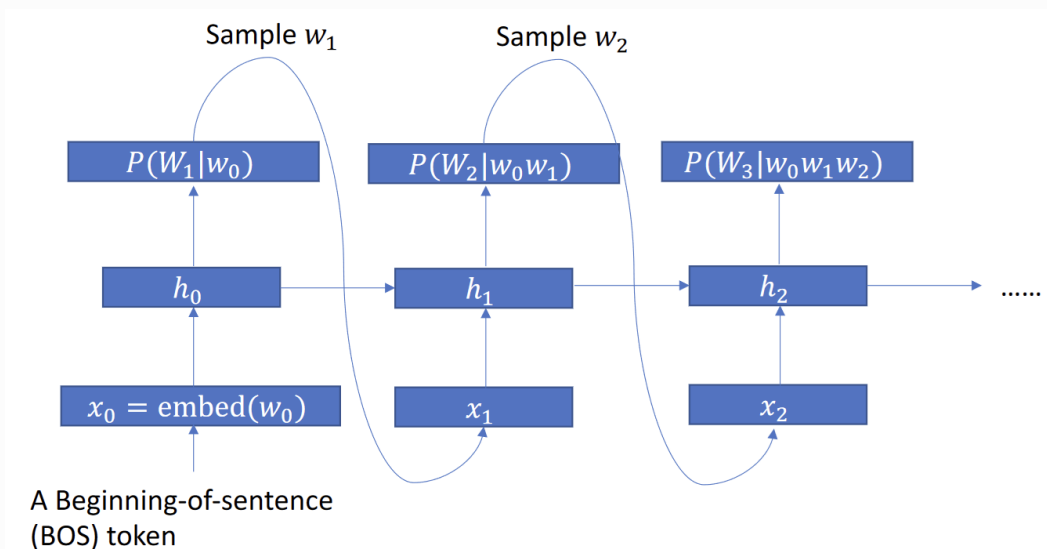 Sample w₁
Sample w₂
P(W₁|w₀)
P(W₂|w₀w₁)
P(W₃|w₀w₁w₂)
h₀
h₁
h₂
......
x₀ = embed(w₀)
x₁
x₂
A Beginning-of-sentence
(BOS) token